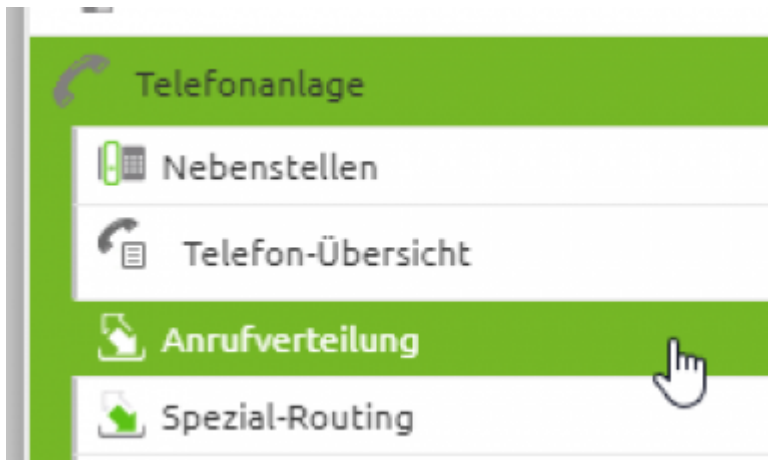 Telefonanlage
Nebenstellen
Telefon-Übersicht
Anrufverteilung
Spezial-Routing